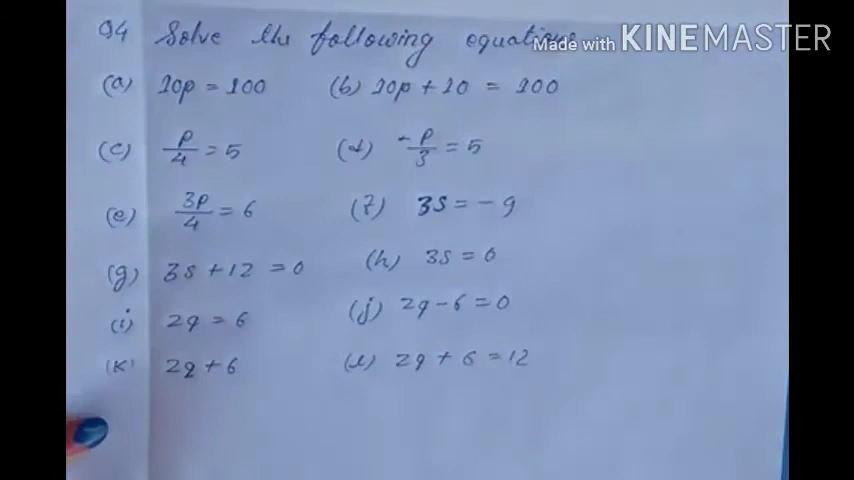 Q4 Solve the following equations
Made with KINEMASTER
(a) 10p = 100 (b) 10p + 10 = 100
(c) p/4 = 5 (d) -p/3 = 5
(e) 3p/4 = 6 (f) 3s = -9
(g) 3s + 12 = 0 (h) 3s = 0
(i) 2q = 6 (j) 2q - 6 = 0
(k) 2q + 6 (l) 2q + 6 = 12